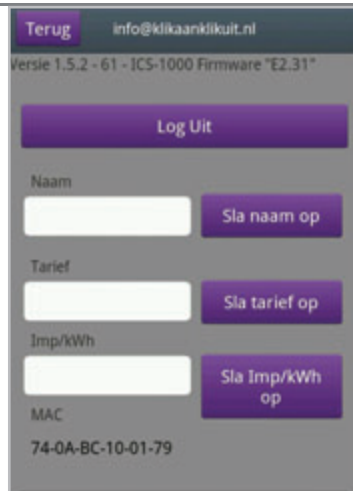 Terug info@klikaanklikuit.nl
Versie 1.5.2 - 61 - ICS-1000 Firmware "E2.31"
Log Uit
Naam
Sla naam op
Tarief
Sla tarief op
Imp/kWh
Sla Imp/kWh
op
MAC
74-0A-BC-10-01-79